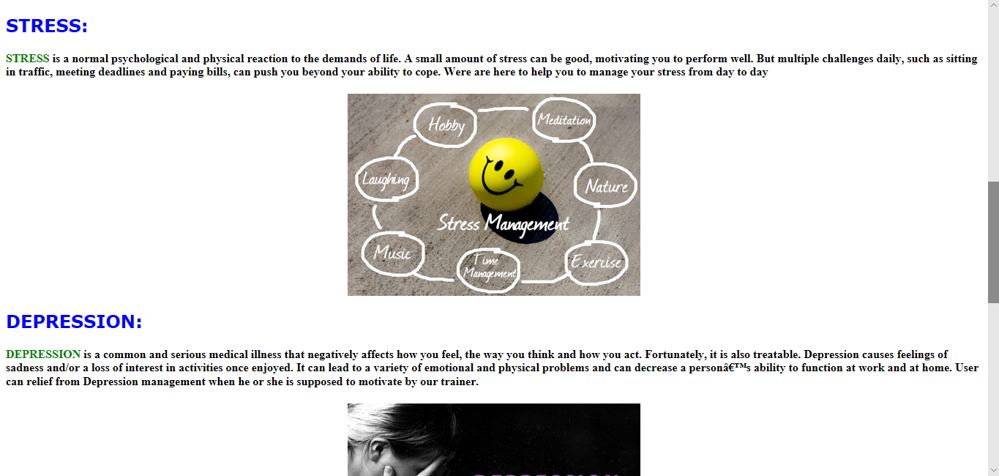 STRESS:
STRESS is a normal psychological and physical reaction to the demands of life. A small amount of stress can be good, motivating you to perform well. But multiple challenges daily, such as sitting
in traffic, meeting deadlines and paying bills, can push you beyond your ability to cope. Were are here to help you to manage your stress from day to day
Hobby
Meditation
Laughing
Nature
Stress Management
Music
Time
Management
Exercise
DEPRESSION:
DEPRESSION is a common and serious medical illness that negatively affects how you feel, the way you think and how you act. Fortunately, it is also treatable. Depression causes feelings of
sadness and/or a loss of interest in activities once enjoyed. It can lead to a variety of emotional and physical problems and can decrease a personâ€™s ability to function at work and at home. User
can relief from Depression management when he or she is supposed to motivate by our trainer.